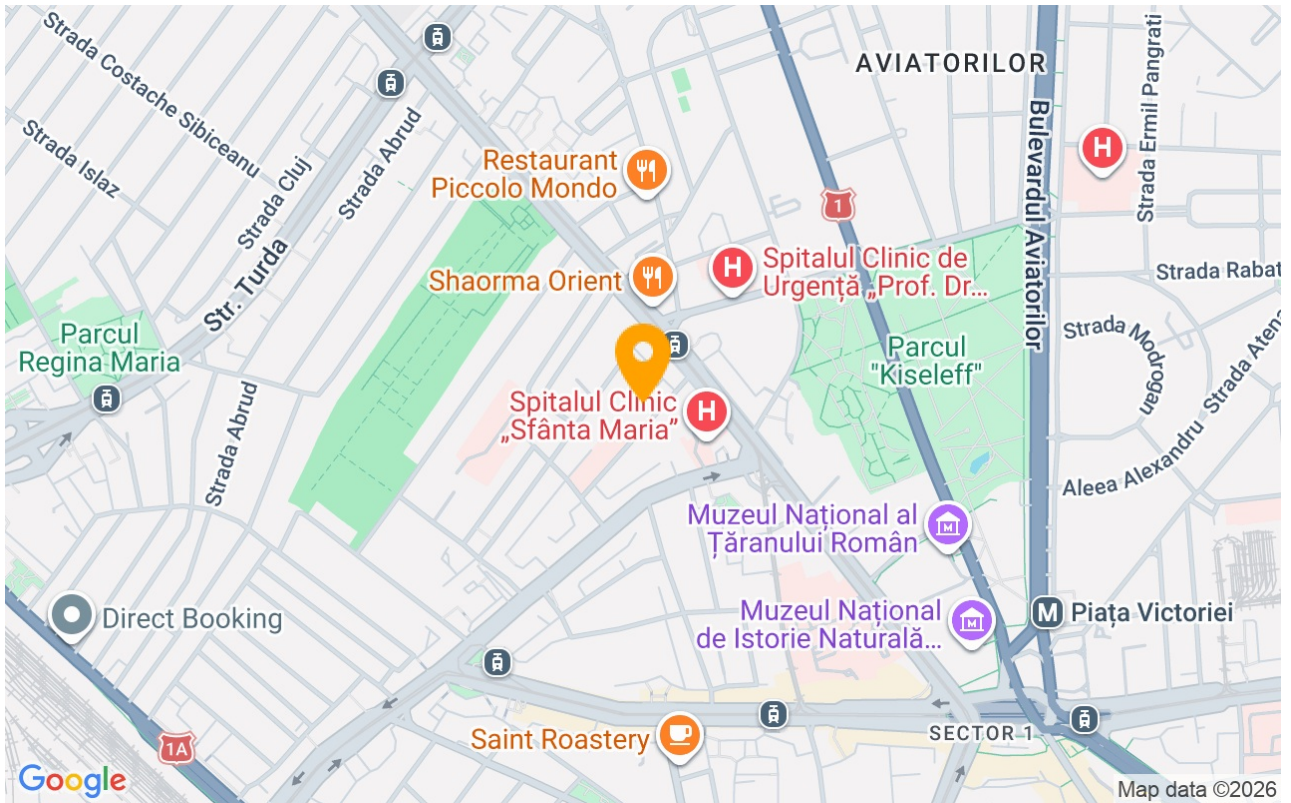 Strada Costache Sibiceanu
Strada Islaz
Strada Cluj
Strada Abrud
Str. Turda
AVIATORILOR
Strada Ermil Pangrati
H
Bulevardul Aviatorilor
1
Restaurant
Piccolo Mondo
Shaorma Orient
H
Spitalul Clinic de
Urgență „Prof. Dr...
Strada Rabat
Parcul
Regina Maria
Parcul
"Kiseleff"
Strada Modrogan
Strada Atena
Spitalul Clinic
„Sfânta Maria”
H
Strada Abrud
Aleea Alexandru
Muzeul Național al
Țăranului Român
M
Direct Booking
Muzeul Național
de Istorie Naturală...
M
M
Piața Victoriei
1A
Saint Roastery
SECTOR 1
Google
Map data ©2026